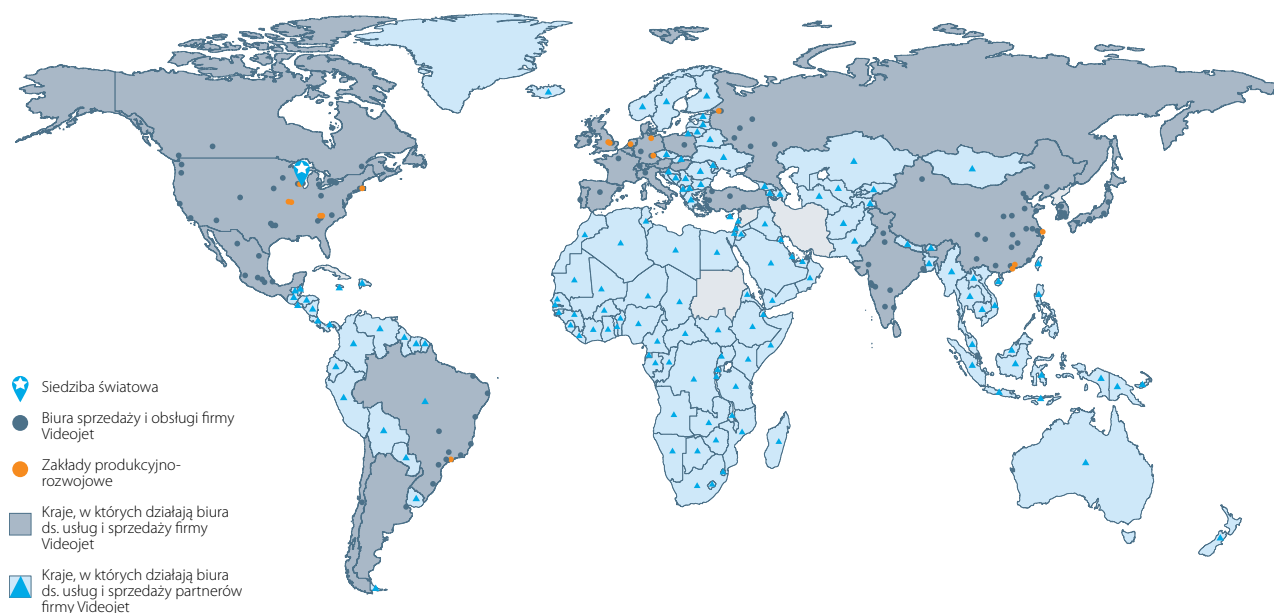 Siedziba światowa
Biura sprzedaży i obsługi firmy
Videojet
Zakłady produkcyjno-
rozwojowe
Kraje, w których działają biura
ds. usług i sprzedaży firmy
Videojet
Kraje, w których działają biura
ds. usług i sprzedaży partnerów
firmy Videojet